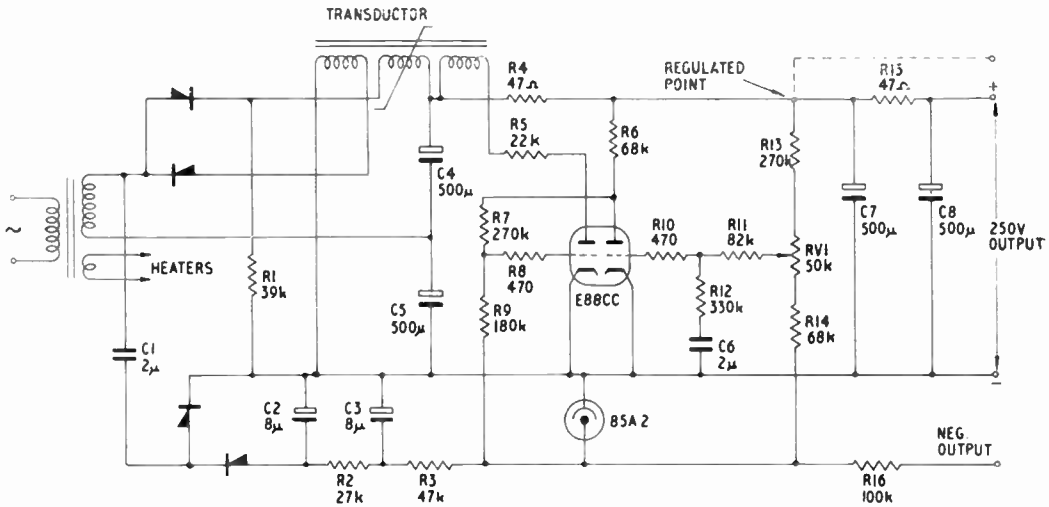 TRANSDUCTOR
R4
47Ω
REGULATED
POINT
R15
47Ω
+
R5
22k
R6
68k
R13
270k
C4
500μ
C7
500μ
C8
500μ
250V
OUTPUT
R7
270k
R10
470
R11
82k
RV1
50k
~
HEATERS
R1
39k
R8
470
E88CC
R12
330k
C5
500μ
R9
180k
R14
68k
C1
2μ
C6
2μ
−
C2
8μ
C3
8μ
85A2
NEG.
OUTPUT
R2
27k
R3
47k
R16
100k